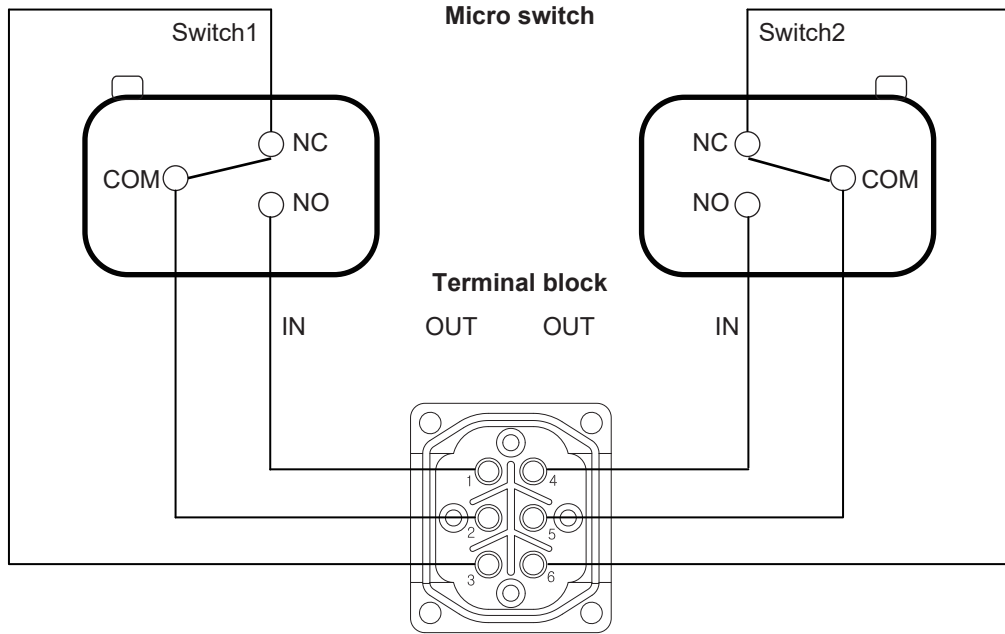 Micro switch
Switch1
Switch2
NC
NC
COM
COM
NO
NO
Terminal block
IN
OUT
OUT
IN
1
4
2
5
3
6